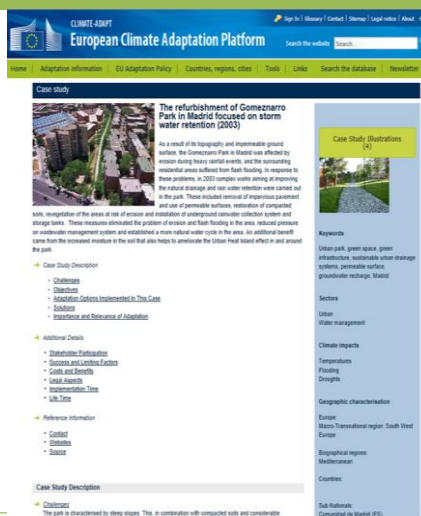 CLIMATE-ADAPT
European Climate Adaptation Platform
Sign In | Glossary | Contact | Sitemap | Legal notice | About
Search the website Search...
Home Adaptation information EU Adaptation Policy Countries, regions, cities Tools Links Search the database Newsletter
Case study
The refurbishment of Gomeznarro
Park in Madrid focused on storm
water retention (2003)
As a result of its topography and impermeable ground
surface, the Gomeznarro Park in Madrid was affected by
erosion during heavy rainfall events, and the surrounding
residential areas suffered from flash flooding. In response to
these problems, in 2003 complex works aiming at improving
the natural drainage and rain water retention were carried out
in the park. These included removal of impervious pavement
and use of permeable surfaces, restoration of compacted
soils, revegetation of the areas at risk of erosion and installation of underground rainwater collection system and
storage tanks. These measures eliminated the problem of erosion and flash flooding in the area, reduced pressure
on wastewater management system and established a more natural water cycle in the area. An additional benefit
came from the increased moisture in the soil that also helps to ameliorate the Urban Heat Island effect in and around
the park.
Case Study Description
Challenges
Objectives
Adaptation Options Implemented In This Case
Solutions
Importance and Relevance of Adaptation
Additional Details
Stakeholder Participation
Success and Limiting Factors
Costs and Benefits
Legal Aspects
Implementation Time
Life Time
Reference Information
Contact
Websites
Source
Case Study Description
Challenges
The park is characterised by steep slopes. This, in combination with compacted soils and considerable
Case Study Illustrations
(4)
Keywords
Urban park, green space, green
infrastructure, sustainable urban drainage
systems, permeable surface,
groundwater recharge, Madrid
Sectors
Urban
Water management
Climate impacts
Temperatures
Flooding
Droughts
Geographic characterisation
Europe:
Macro-Transnational region: South West
Europe
Biographical regions:
Mediterranean
Countries:
Sub Nationals:
Comunidad de Madrid (ES)